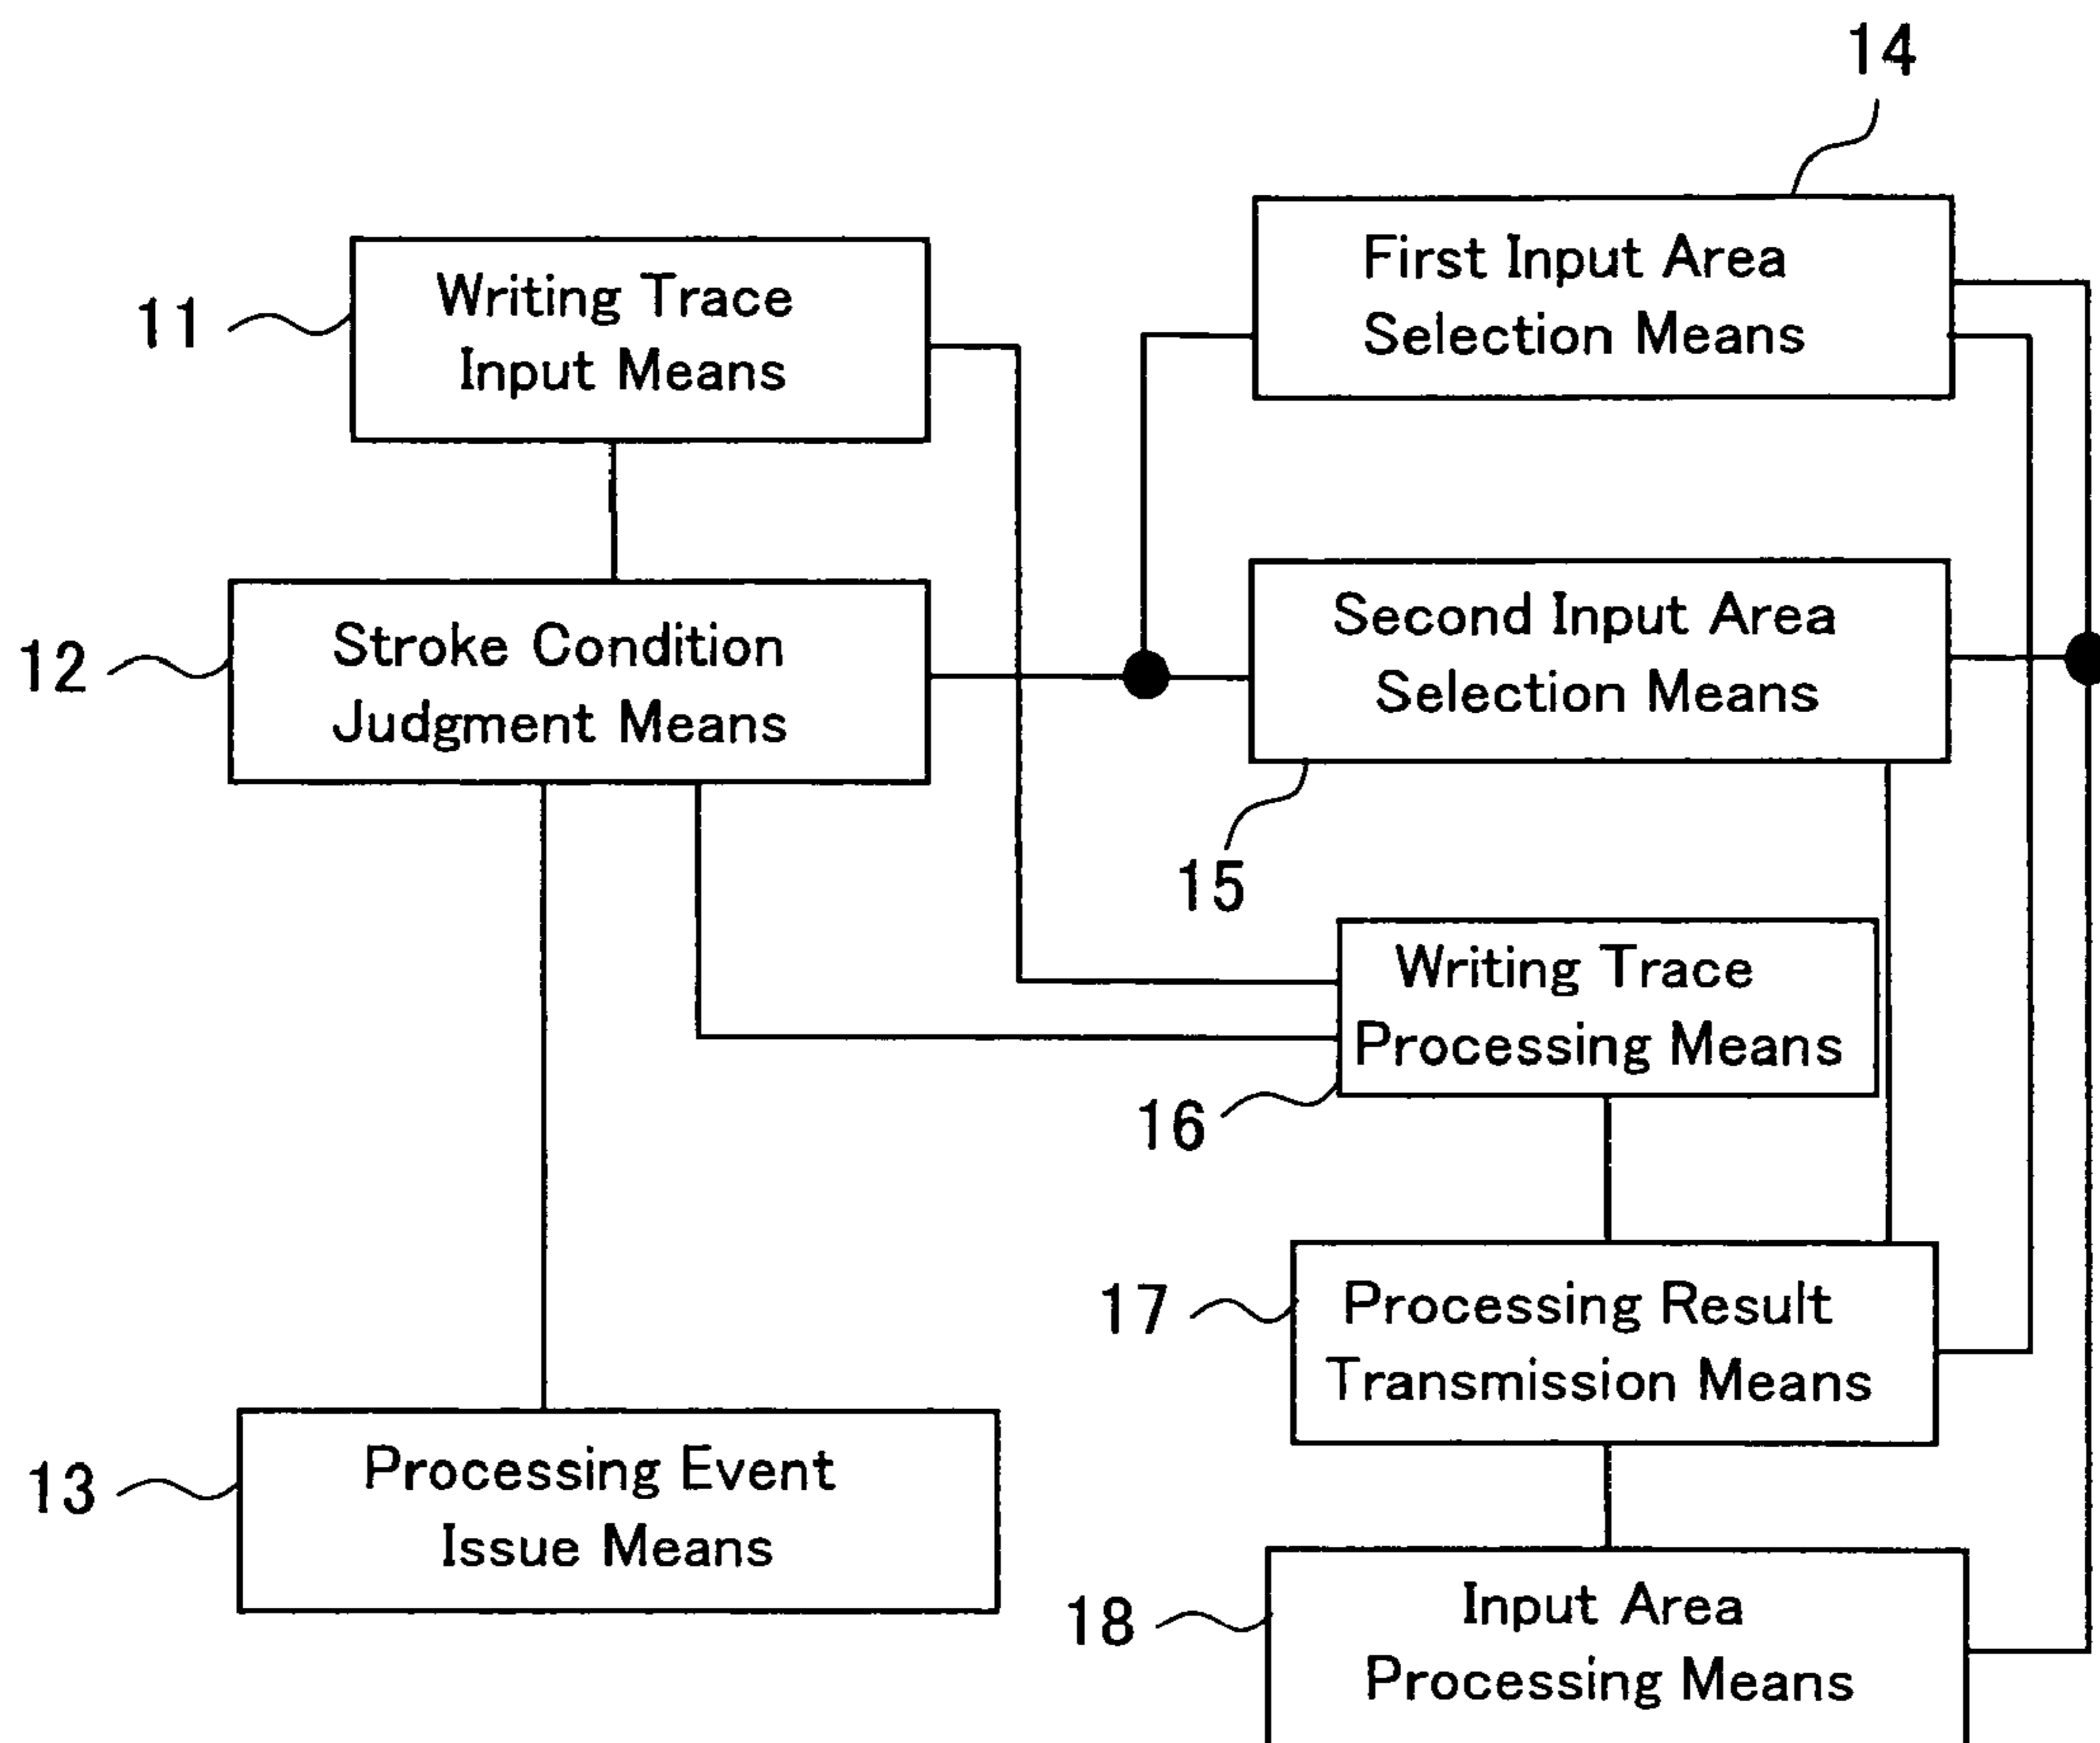 14
First Input Area
Selection Means
11
Writing Trace
Input Means
12
Stroke Condition
Judgment Means
Second Input Area
Selection Means
15
Writing Trace
Processing Means
16
17
Processing Result
Transmission Means
13
Processing Event
Issue Means
18
Input Area
Processing Means